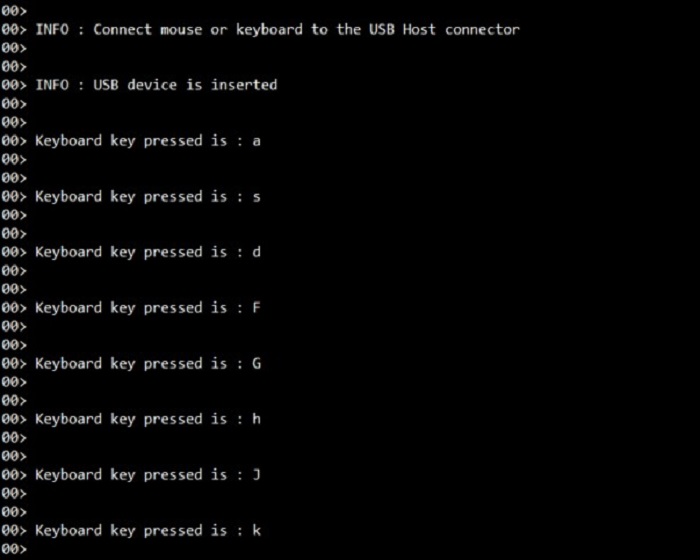 00>
00> INFO : Connect mouse or keyboard to the USB Host connector
00>
00>
00> INFO : USB device is inserted
00>
00>
00> Keyboard key pressed is : a
00>
00>
00> Keyboard key pressed is : s
00>
00>
00> Keyboard key pressed is : d
00>
00>
00> Keyboard key pressed is : F
00>
00>
00> Keyboard key pressed is : G
00>
00>
00> Keyboard key pressed is : h
00>
00>
00> Keyboard key pressed is : J
00>
00>
00> Keyboard key pressed is : k
00>